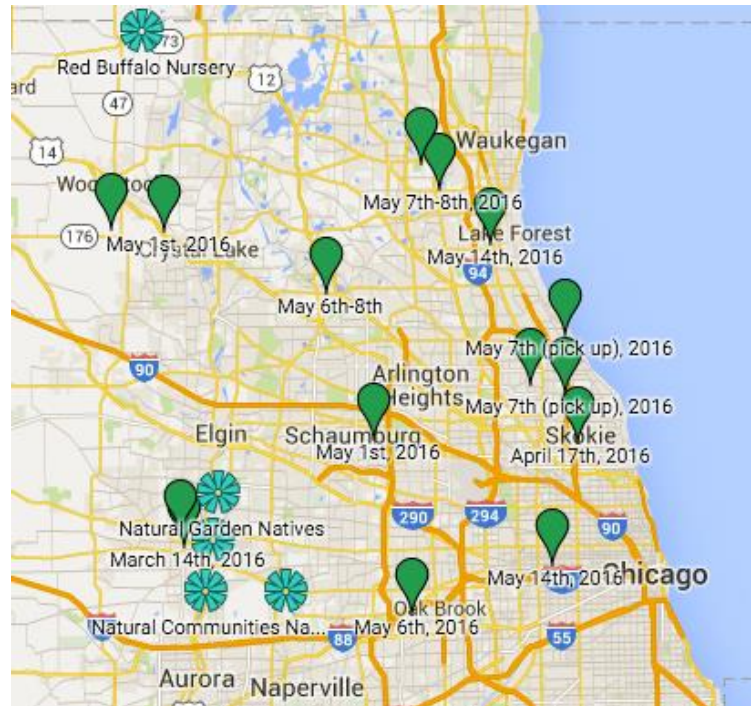 73
Red Buffalo Nursery
12
47
14
Waukegan
May 7th-8th, 2016
176
May 1st, 2016
Crystal Lake
Lake Forest
May 14th, 2016
94
May 6th-8th
May 7th (pick up), 2016
90
Arlington
Heights
May 7th (pick up), 2016
Elgin
Schaumburg
Skokie
May 1st, 2016
April 17th, 2016
290
294
90
Natural Garden Natives
March 14th, 2016
May 14th, 2016
Chicago
Oak Brook
Natural Communities Na...
May 6th, 2016
88
55
Aurora
Naperville